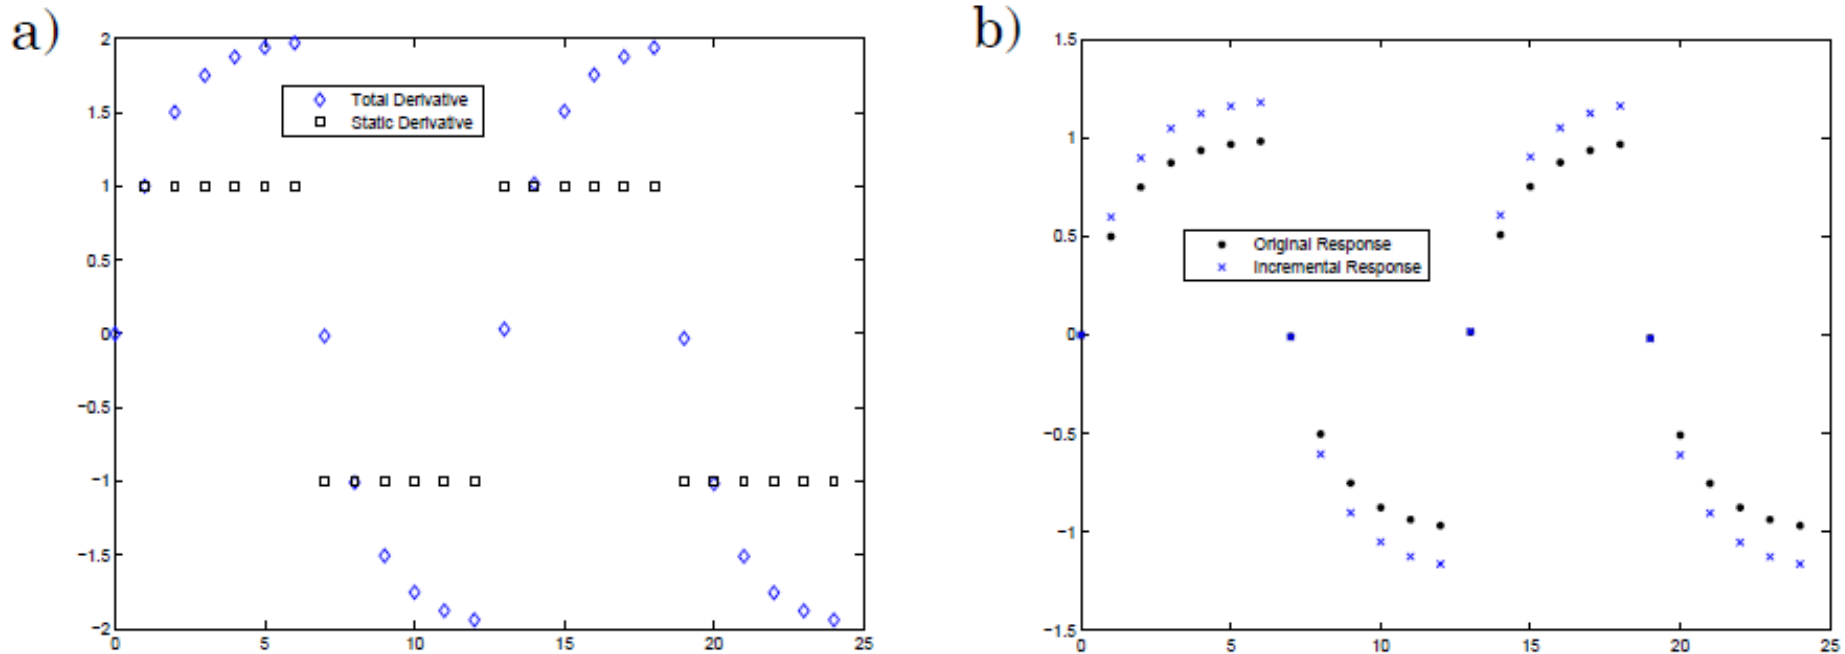 a)
2
1.5
1
0.5
0
−0.5
−1
−1.5
−2
0 5 10 15 20 25
Total Derivative
Static Derivative
b)
1.5
1
0.5
0
−0.5
−1
−1.5
0 5 10 15 20 25
Original Response
Incremental Response